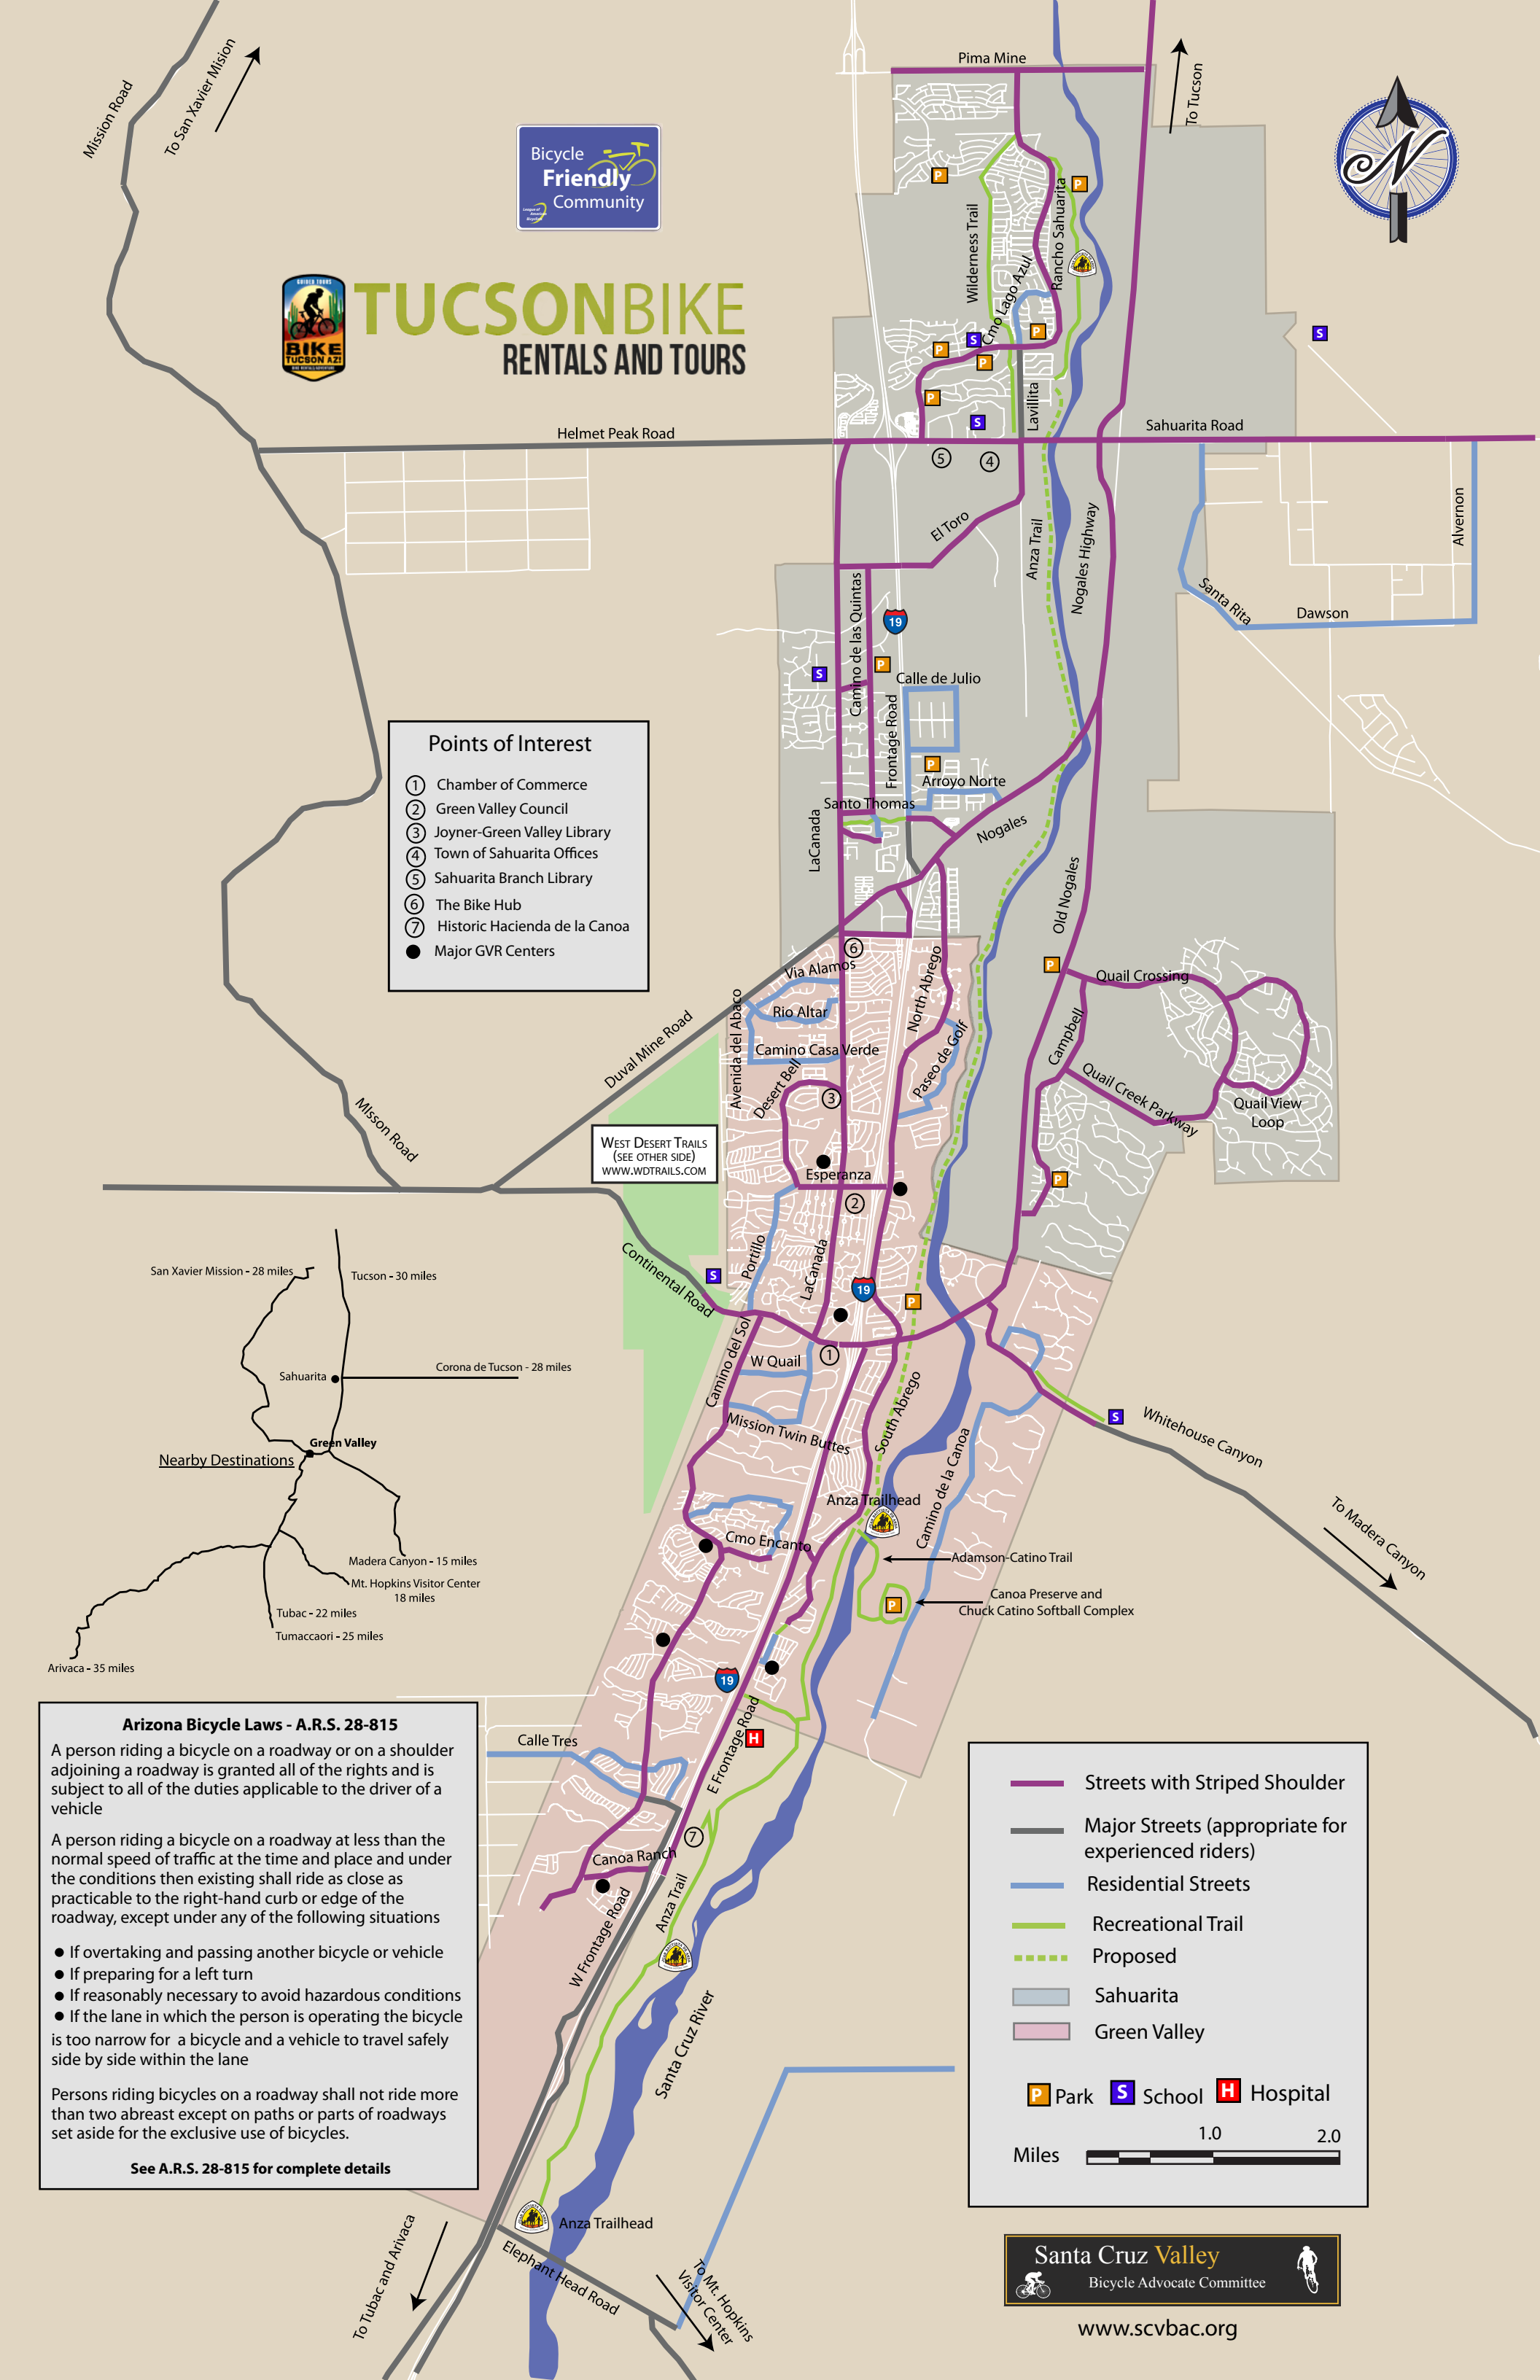 Pima Mine
Mission Road
To San Xavier Mision
To Tucson
N
Bicycle
Friendly
Community
League of
American
Bicyclists
Wilderness Trail
Rancho Sahuarita
Cmo Lago Azul
BIKE
TUCSON AZ!
TUCSONBIKE
RENTALS AND TOURS
P
P
S
S
P
P
P
P
S
Lavillita
Helmet Peak Road
Sahuarita Road
5
4
El Toro
Anza Trail
Nogales Highway
Alvernon
Santa Rita
Dawson
Camino de las Quintas
19
S
P
Calle de Julio
Frontage Road
P
Arroyo Norte
Santo Thomas
LaCanada
Nogales
Points of Interest
1 Chamber of Commerce
2 Green Valley Council
3 Joyner-Green Valley Library
4 Town of Sahuarita Offices
5 Sahuarita Branch Library
6 The Bike Hub
7 Historic Hacienda de la Canoa
Major GVR Centers
Old Nogales
6
P
Via Alamos
Quail Crossing
Avenida del Abaco
Rio Altar
North Abrego
Camino Casa Verde
Campbell
Duval Mine Road
Desert Bell
Paseo de Golf
3
Quail Creek Parkway
Quail View
Loop
MIsson Road
West Desert Trails
(see other side)
www.wdtrails.com
Esperanza
P
2
Continental Road
S
Portillo
LaCanada
19
P
1
Camino del Sol
W Quail
Mission Twin Buttes
South Abrego
S
Whitehouse Canyon
Camino de la Canoa
Anza Trailhead
To Madera Canyon
Cmo Encanto
Adamson-Catino Trail
P
Canoa Preserve and
Chuck Catino Softball Complex
San Xavier Mission - 28 miles
Tucson - 30 miles
Sahuarita
Corona de Tucson - 28 miles
Green Valley
Nearby Destinations
Madera Canyon - 15 miles
Mt. Hopkins Visitor Center
18 miles
Tubac - 22 miles
Tumaccaori - 25 miles
Arivaca - 35 miles
19
E Frontage Road
H
Calle Tres
7
Canoa Ranch
Anza Trail
W Frontage Road
Santa Cruz River
Arizona Bicycle Laws - A.R.S. 28-815
A person riding a bicycle on a roadway or on a shoulder
adjoining a roadway is granted all of the rights and is
subject to all of the duties applicable to the driver of a
vehicle
A person riding a bicycle on a roadway at less than the
normal speed of traffic at the time and place and under
the conditions then existing shall ride as close as
practicable to the right-hand curb or edge of the
roadway, except under any of the following situations
● If overtaking and passing another bicycle or vehicle
● If preparing for a left turn
● If reasonably necessary to avoid hazardous conditions
● If the lane in which the person is operating the bicycle
is too narrow for a bicycle and a vehicle to travel safely
side by side within the lane
Persons riding bicycles on a roadway shall not ride more
than two abreast except on paths or parts of roadways
set aside for the exclusive use of bicycles.
See A.R.S. 28-815 for complete details
Streets with Striped Shoulder
Major Streets (appropriate for
experienced riders)
Residential Streets
Recreational Trail
Proposed
Sahuarita
Green Valley
P Park S School H Hospital
Miles 1.0 2.0
Anza Trailhead
Elephant Head Road
To Tubac and Arivaca
To Mt. Hopkins
Visitor Center
Santa Cruz Valley
Bicycle Advocate Committee
www.scvbac.org